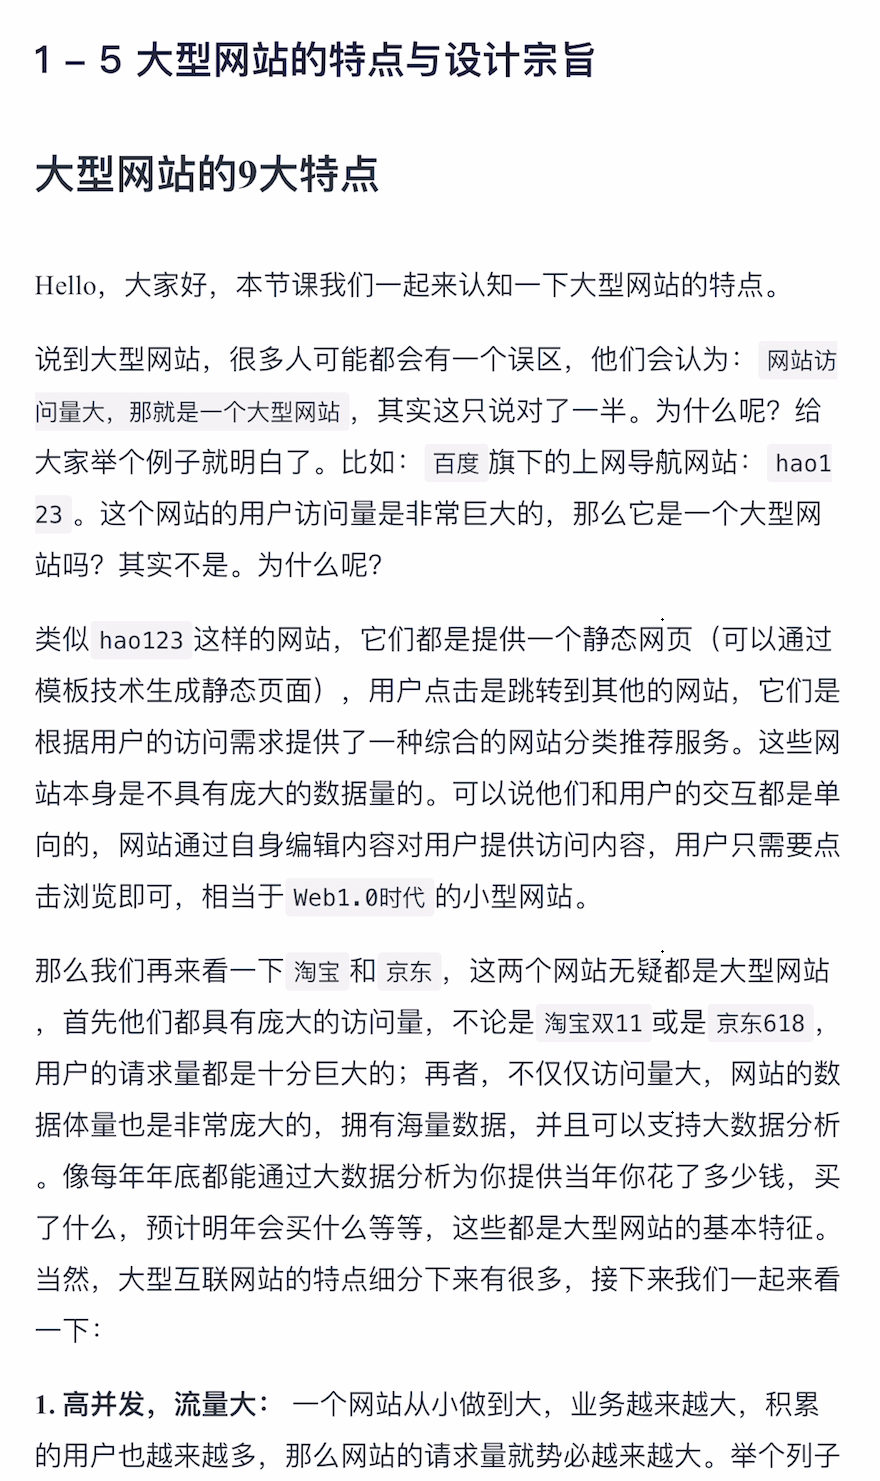 1 – 5 大型网站的特点与设计宗旨
大型网站的9大特点
Hello，大家好，本节课我们一起来认知一下大型网站的特点。
说到大型网站，很多人可能都会有一个误区，他们会认为：网站访
问量大，那就是一个大型网站，其实这只说对了一半。为什么呢？给
大家举个例子就明白了。比如：百度旗下的上网导航网站：hao1
23。这个网站的用户访问量是非常巨大的，那么它是一个大型网
站吗？其实不是。为什么呢？
类似hao123这样的网站，它们都是提供一个静态网页（可以通过
模板技术生成静态页面），用户点击是跳转到其他的网站，它们是
根据用户的访问需求提供了一种综合的网站分类推荐服务。这些网
站本身是不具有庞大的数据量的。可以说他们和用户的交互都是单
向的，网站通过自身编辑内容对用户提供访问内容，用户只需要点
击浏览即可，相当于Web1.0时代的小型网站。
那么我们再来看一下淘宝和京东，这两个网站无疑都是大型网站
，首先他们都具有庞大的访问量，不论是淘宝双11或是京东618，
用户的请求量都是十分巨大的；再者，不仅仅访问量大，网站的数
据体量也是非常庞大的，拥有海量数据，并且可以支持大数据分析
。像每年年底都能通过大数据分析为你提供当年你花了多少钱，买
了什么，预计明年会买什么等等，这些都是大型网站的基本特征。
当然，大型互联网站的特点细分下来有很多，接下来我们一起来看
一下：
1. 高并发，流量大： 一个网站从小做到大，业务越来越大，积累
的用户也越来越多，那么网站的请求量就势必越来越大。举个列子